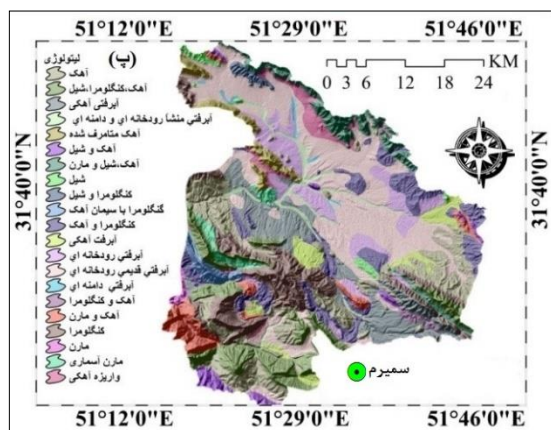 51°12'0"E 51°29'0"E 51°46'0"E
(پ)
KM
0 3 6 12 18 24
31°40'0"N
31°40'0"N
لیتولوژی
آهک
آهک،کنگلومرا،شیل
آبرفتی آهکی
آبرفتی منشأ رودخانه ای و دامنه ای
آهک متامرف شده
آهک و شیل
آهک،شیل و مارن
شیل
کنگلومرا و شیل
گنگلومرا با سیمان آهک
کنگلومرا و آهک
آبرفت آهکی
آبرفتی رودخانه ای
آبرفتی قدیمی رودخانه ای
آبرفتی دامنه ای
آهک و کنگلومرا
آهک و مارن
کنگلومرا
مارن
مارن آسماری
واریزه آهکی
سمیرم
51°12'0"E 51°29'0"E 51°46'0"E